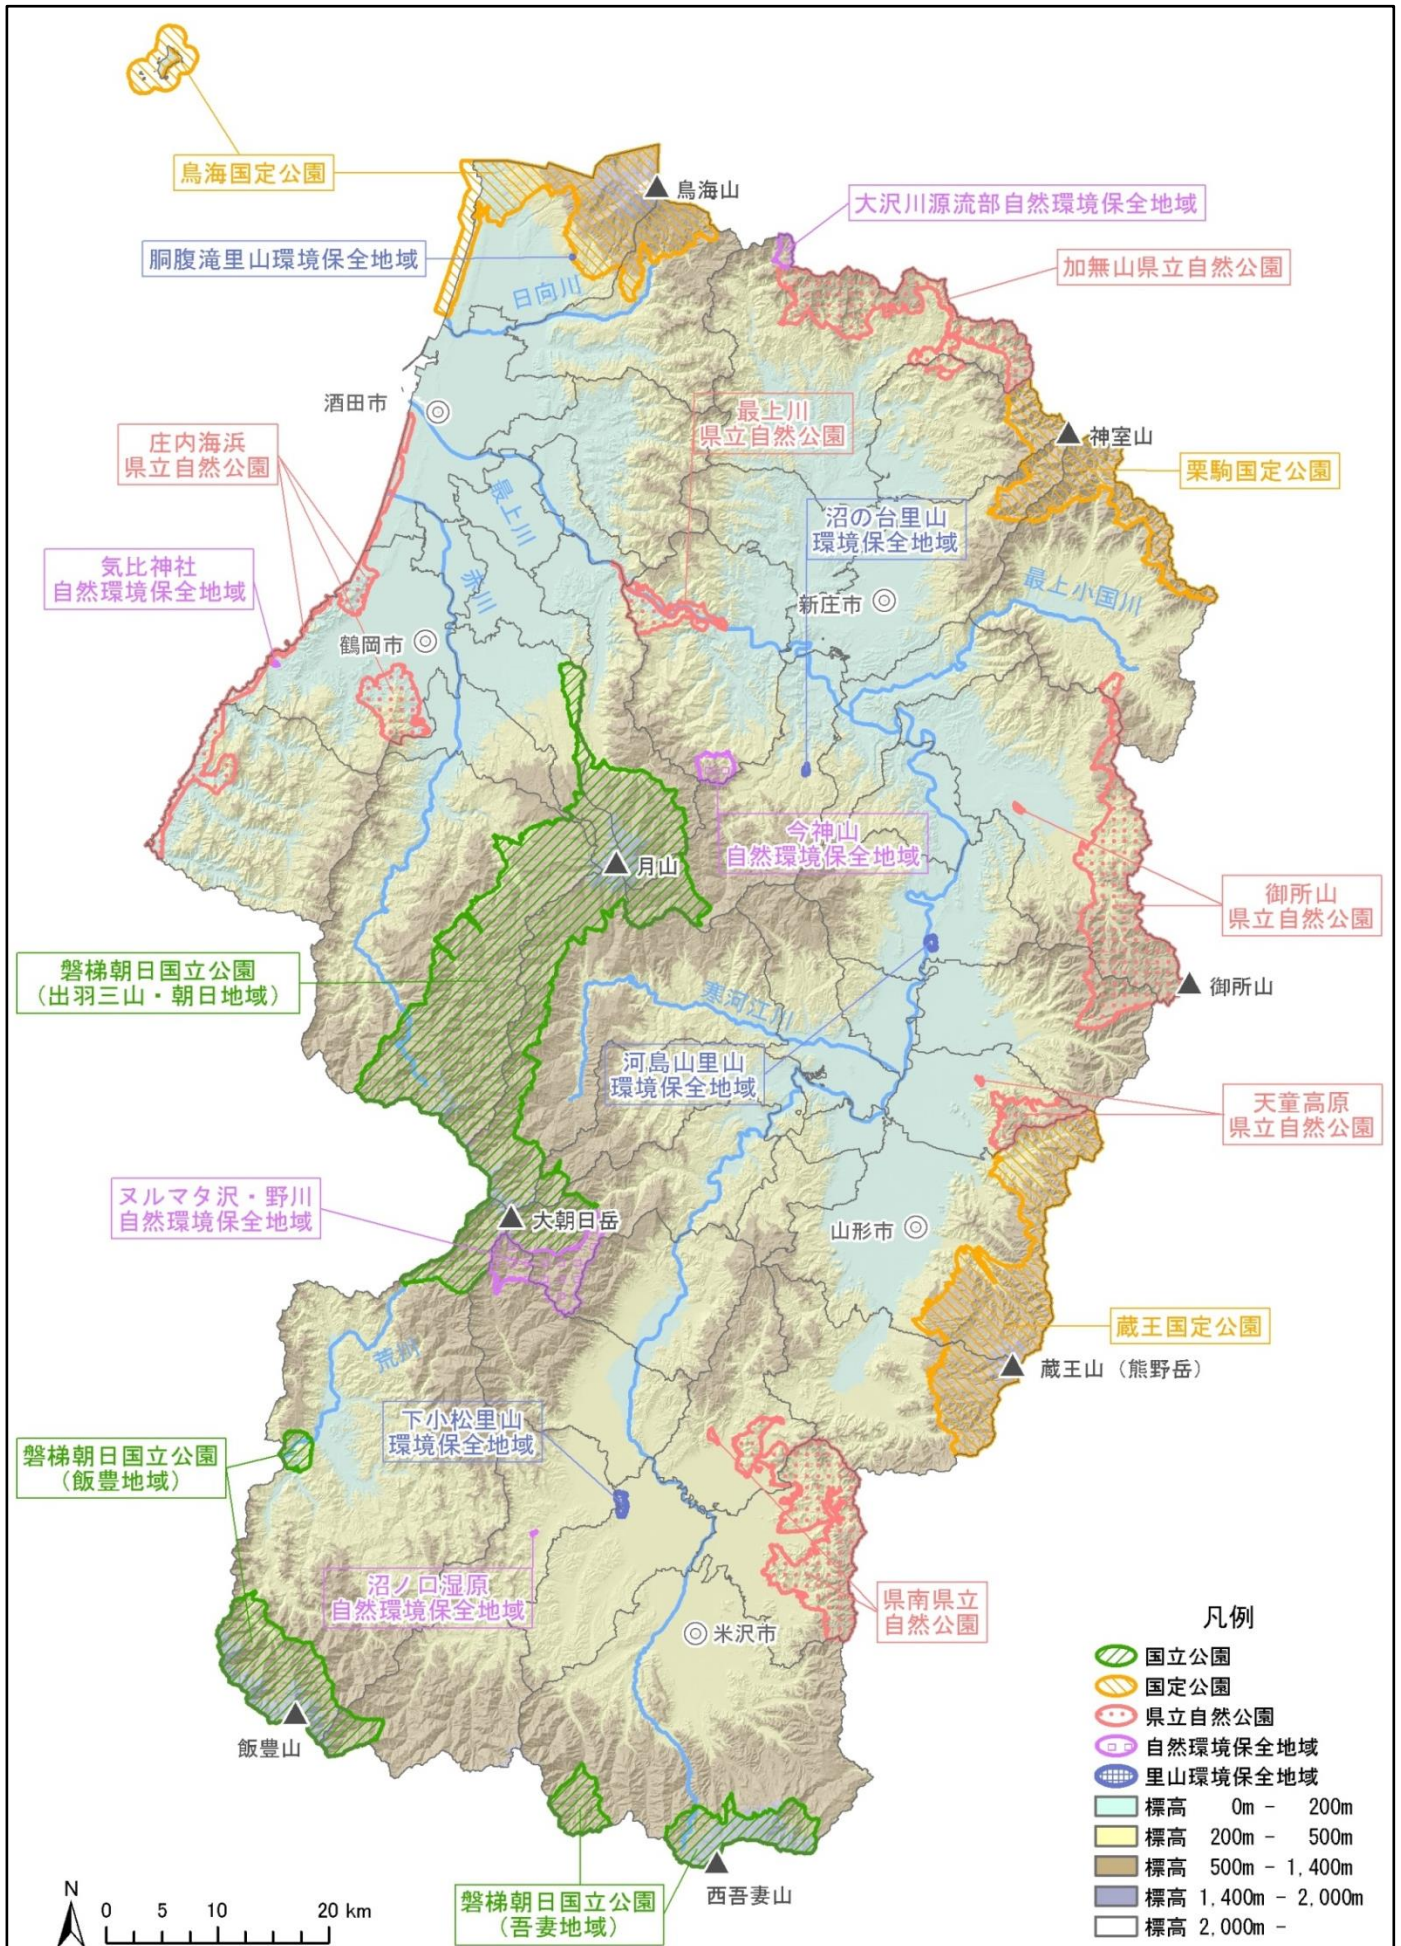 鳥海国定公園
鳥海山
大沢川源流部自然環境保全地域
胴腹滝里山環境保全地域
加無山県立自然公園
日向川
酒田市
最上川
県立自然公園
神室山
庄内海浜
県立自然公園
栗駒国定公園
最上川
沼の台里山
環境保全地域
気比神社
自然環境保全地域
赤川
最上小国川
新庄市
鶴岡市
今神山
自然環境保全地域
月山
御所山
県立自然公園
磐梯朝日国立公園
(出羽三山・朝日地域)
御所山
寒河江川
河島山里山
環境保全地域
天童高原
県立自然公園
ヌルマタ沢・野川
自然環境保全地域
大朝日岳
山形市
蔵王国定公園
荒川
蔵王山(熊野岳)
下小松里山
環境保全地域
磐梯朝日国立公園
(飯豊地域)
沼ノ口湿原
自然環境保全地域
県南県立
自然公園
米沢市
飯豊山
磐梯朝日国立公園
(吾妻地域)
西吾妻山
凡例
国立公園
国定公園
県立自然公園
自然環境保全地域
里山環境保全地域
標高 0m - 200m
標高 200m - 500m
標高 500m - 1,400m
標高 1,400m - 2,000m
標高 2,000m -
N
0 5 10 20 km